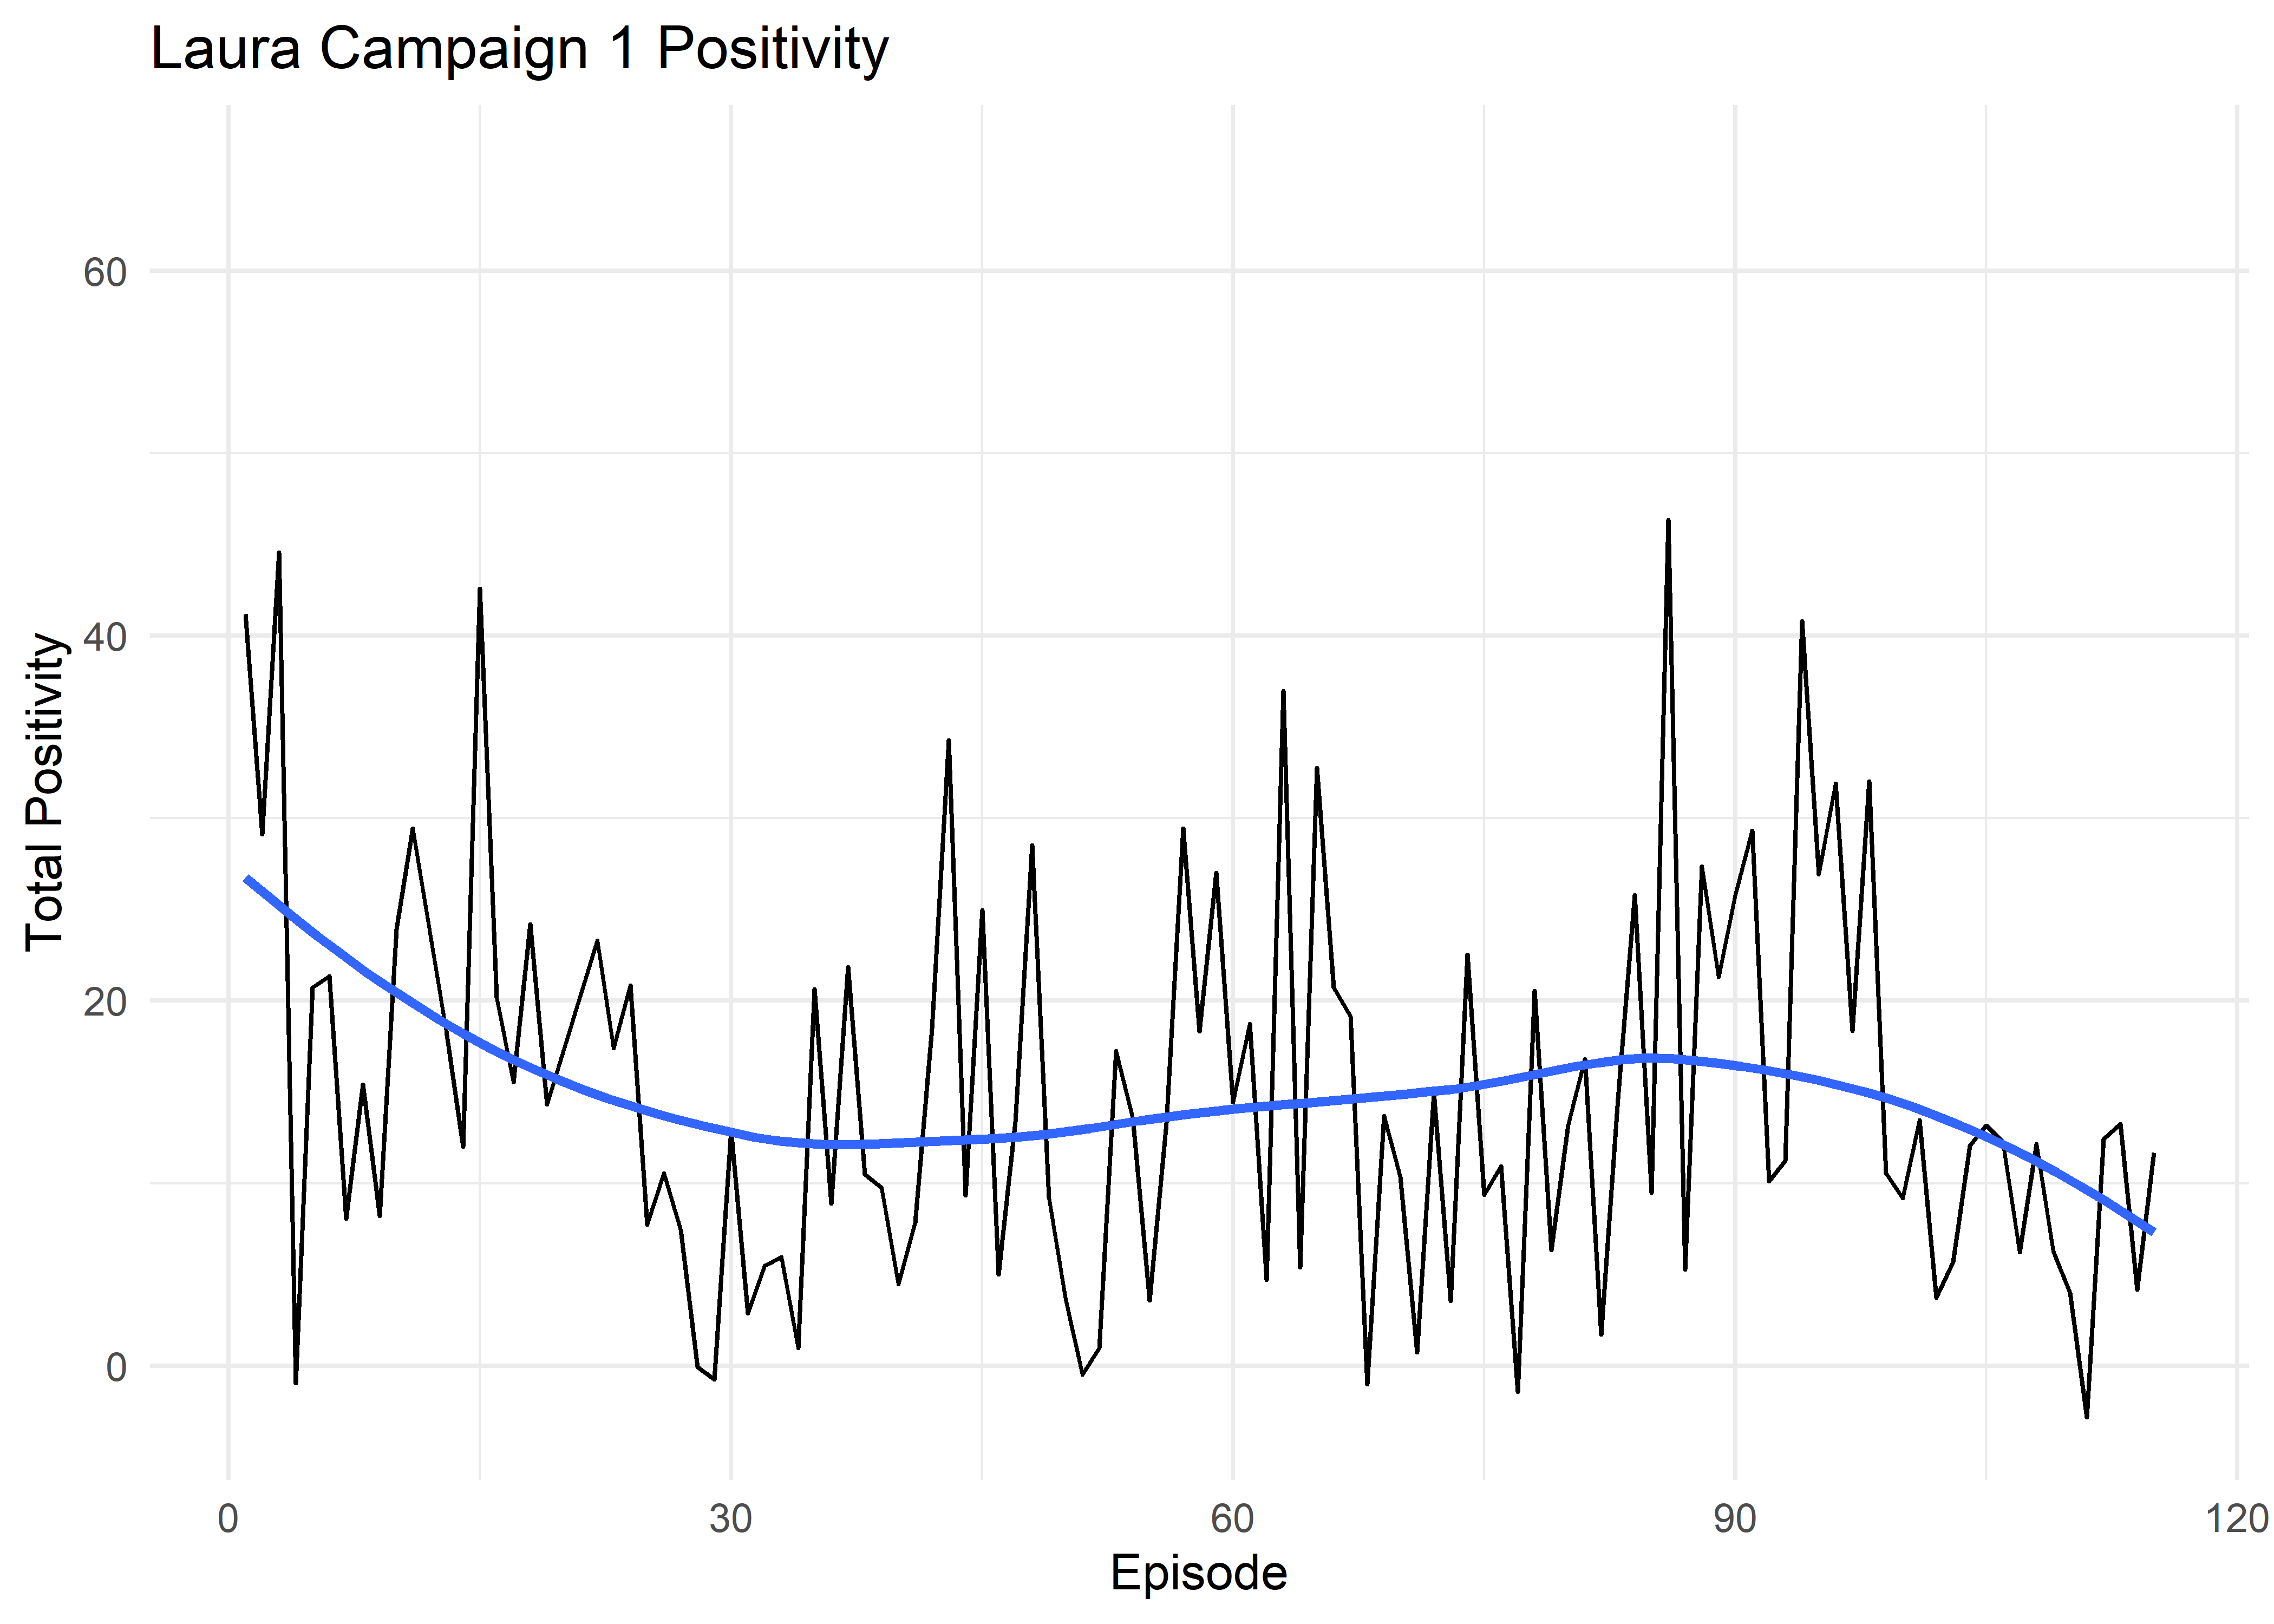 Laura Campaign 1 Positivity
Total Positivity
60
40
20
0
0 30 60 90 120
Episode